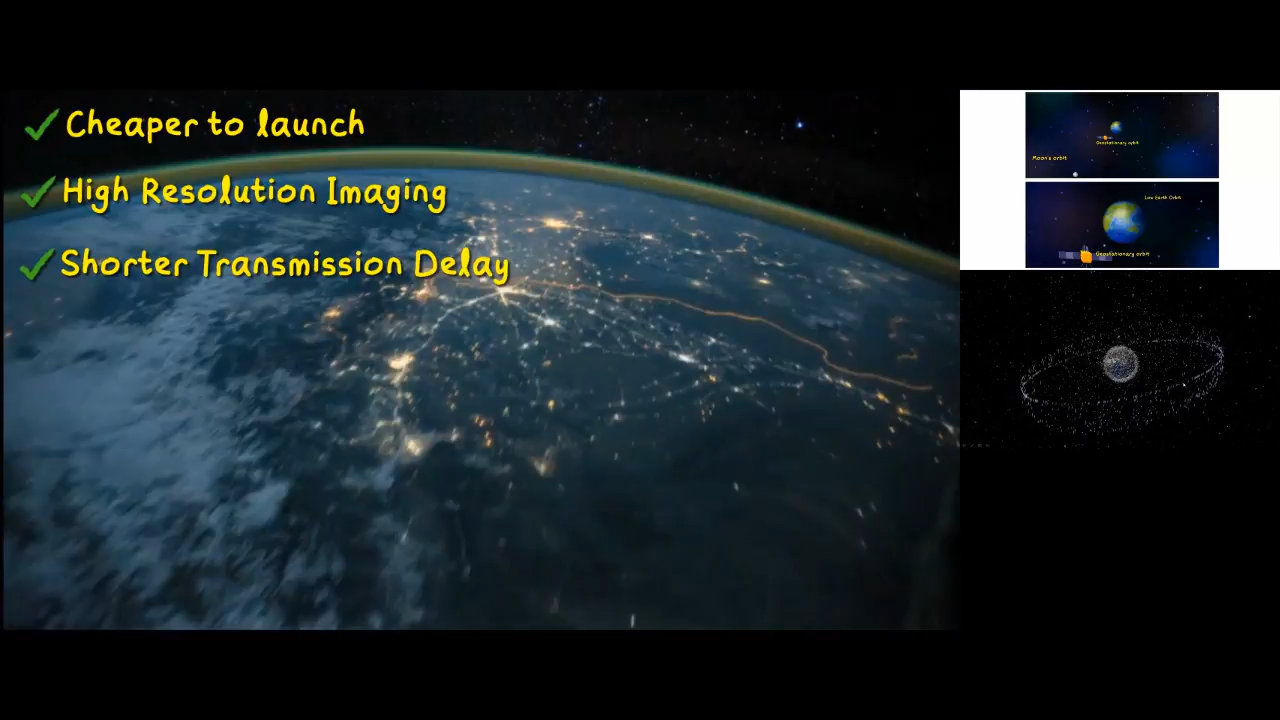 Cheaper to launch
High Resolution Imaging
Shorter Transmission Delay
Geostationary orbit
Moon's orbit
Low Earth Orbit
Geostationary orbit